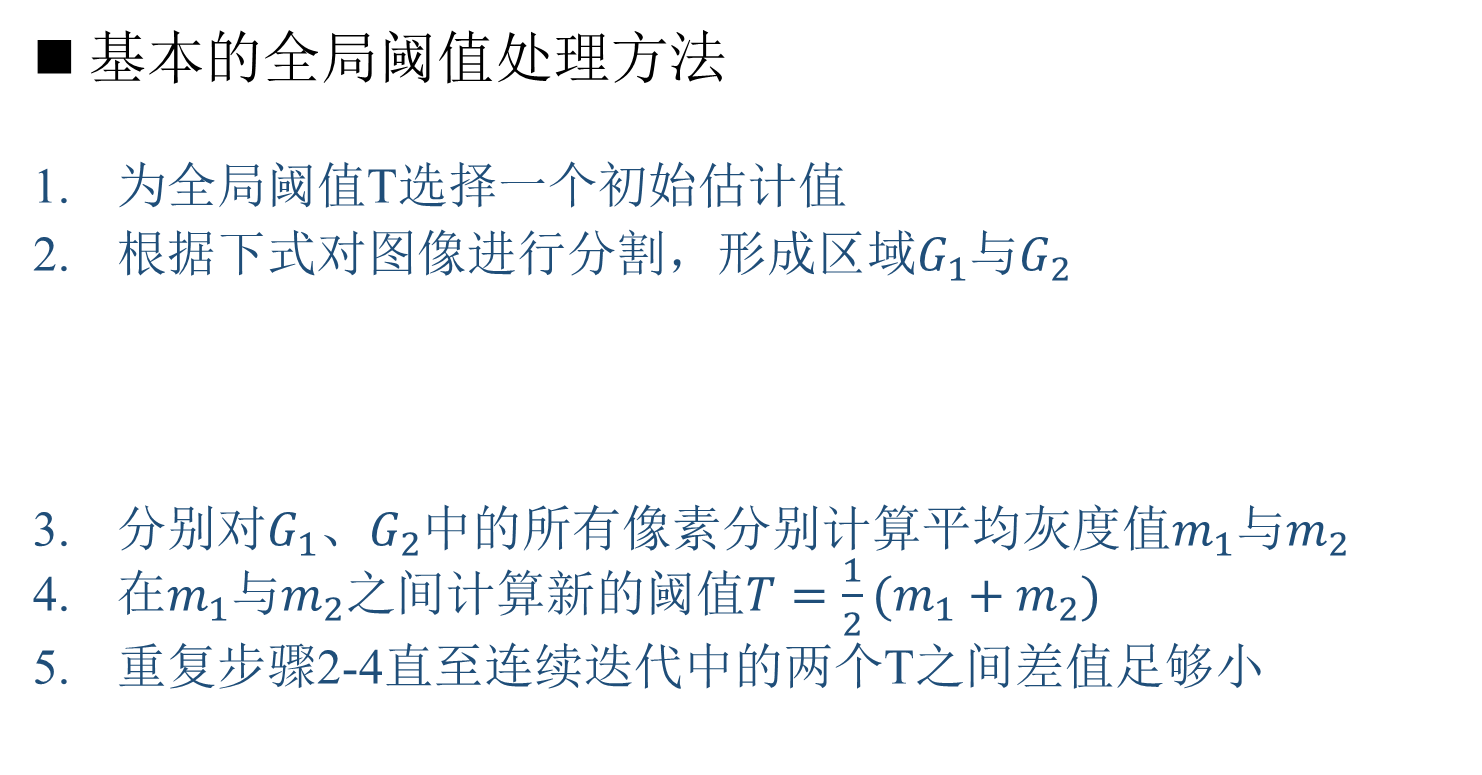 ■ 基本的全局阈值处理方法
1. 为全局阈值T选择一个初始估计值
2. 根据下式对图像进行分割，形成区域G₁与G₂
3. 分别对G₁、G₂中的所有像素分别计算平均灰度值m₁与m₂
4. 在m₁与m₂之间计算新的阈值T = 1/2 (m₁ + m₂)
5. 重复步骤2-4直至连续迭代中的两个T之间差值足够小